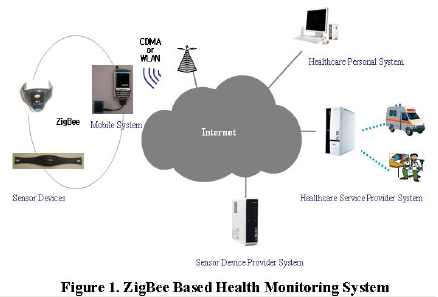 CDMA
or
WLAN
Healthcare Personal System
ZigBee
Mobile System
Internet
Sensor Devices
Healthcare Service Provider System
Sensor Device Provider System
Figure 1. ZigBee Based Health Monitoring System